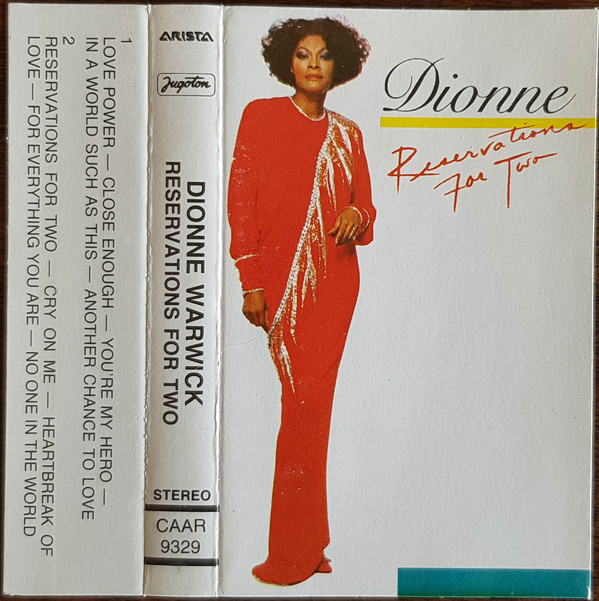 1
LOVE POWER — CLOSE ENOUGH — YOU'RE MY HERO —
IN A WORLD SUCH AS THIS — ANOTHER CHANCE TO LOVE
2
RESERVATIONS FOR TWO — CRY ON ME — HEARTBREAK OF
LOVE — FOR EVERYTHING YOU ARE — NO ONE IN THE WORLD
ARISTA
Jugoton
DIONNE WARWICK
RESERVATIONS FOR TWO
STEREO
CAAR
9329
Dionne
Reservations
For Two